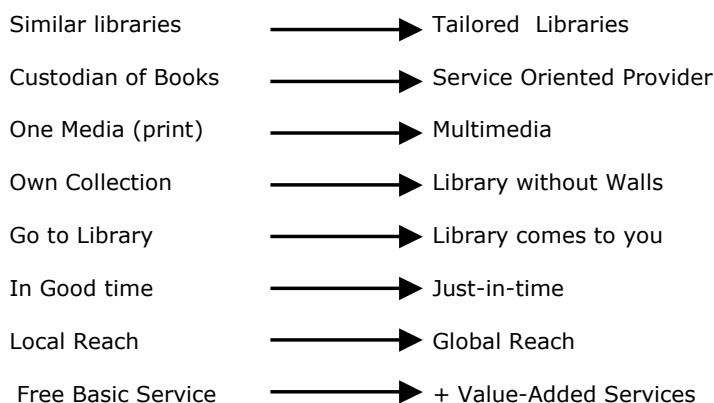 Similar libraries Tailored Libraries
Custodian of Books Service Oriented Provider
One Media (print) Multimedia
Own Collection Library without Walls
Go to Library Library comes to you
In Good time Just-in-time
Local Reach Global Reach
Free Basic Service + Value-Added Services